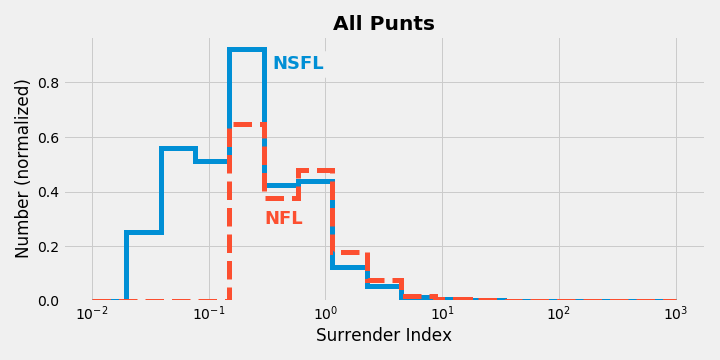 All Punts
NSFL
NFL
Number (normalized)
0.8
0.6
0.4
0.2
0.0
10⁻² 10⁻¹ 10⁰ 10¹ 10² 10³
Surrender Index